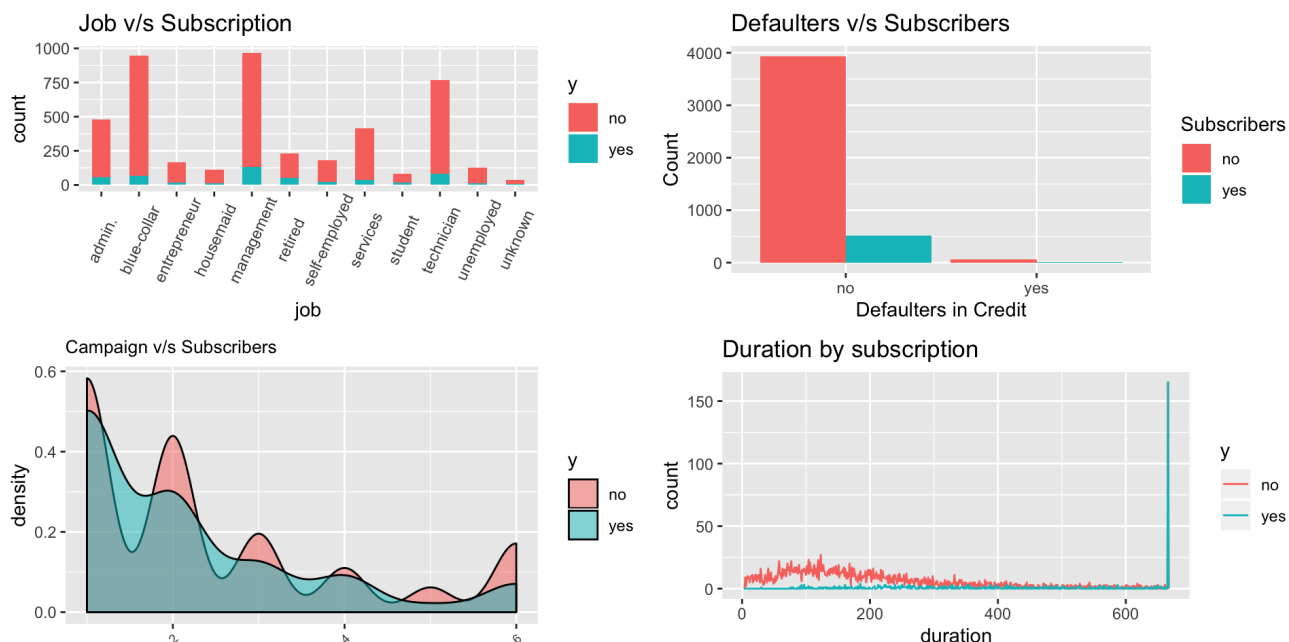 Job v/s Subscription
1000
750
500
250
0
count
admin.
blue-collar
entrepreneur
housemaid
management
retired
self-employed
services
student
technician
unemployed
unknown
job
y
no
yes
Defaulters v/s Subscribers
4000
3000
2000
1000
0
Count
no
yes
Defaulters in Credit
Subscribers
no
yes
Campaign v/s Subscribers
0.6
0.4
0.2
0.0
density
2
4
6
y
no
yes
Duration by subscription
150
100
50
0
count
0
200
400
600
duration
y
no
yes